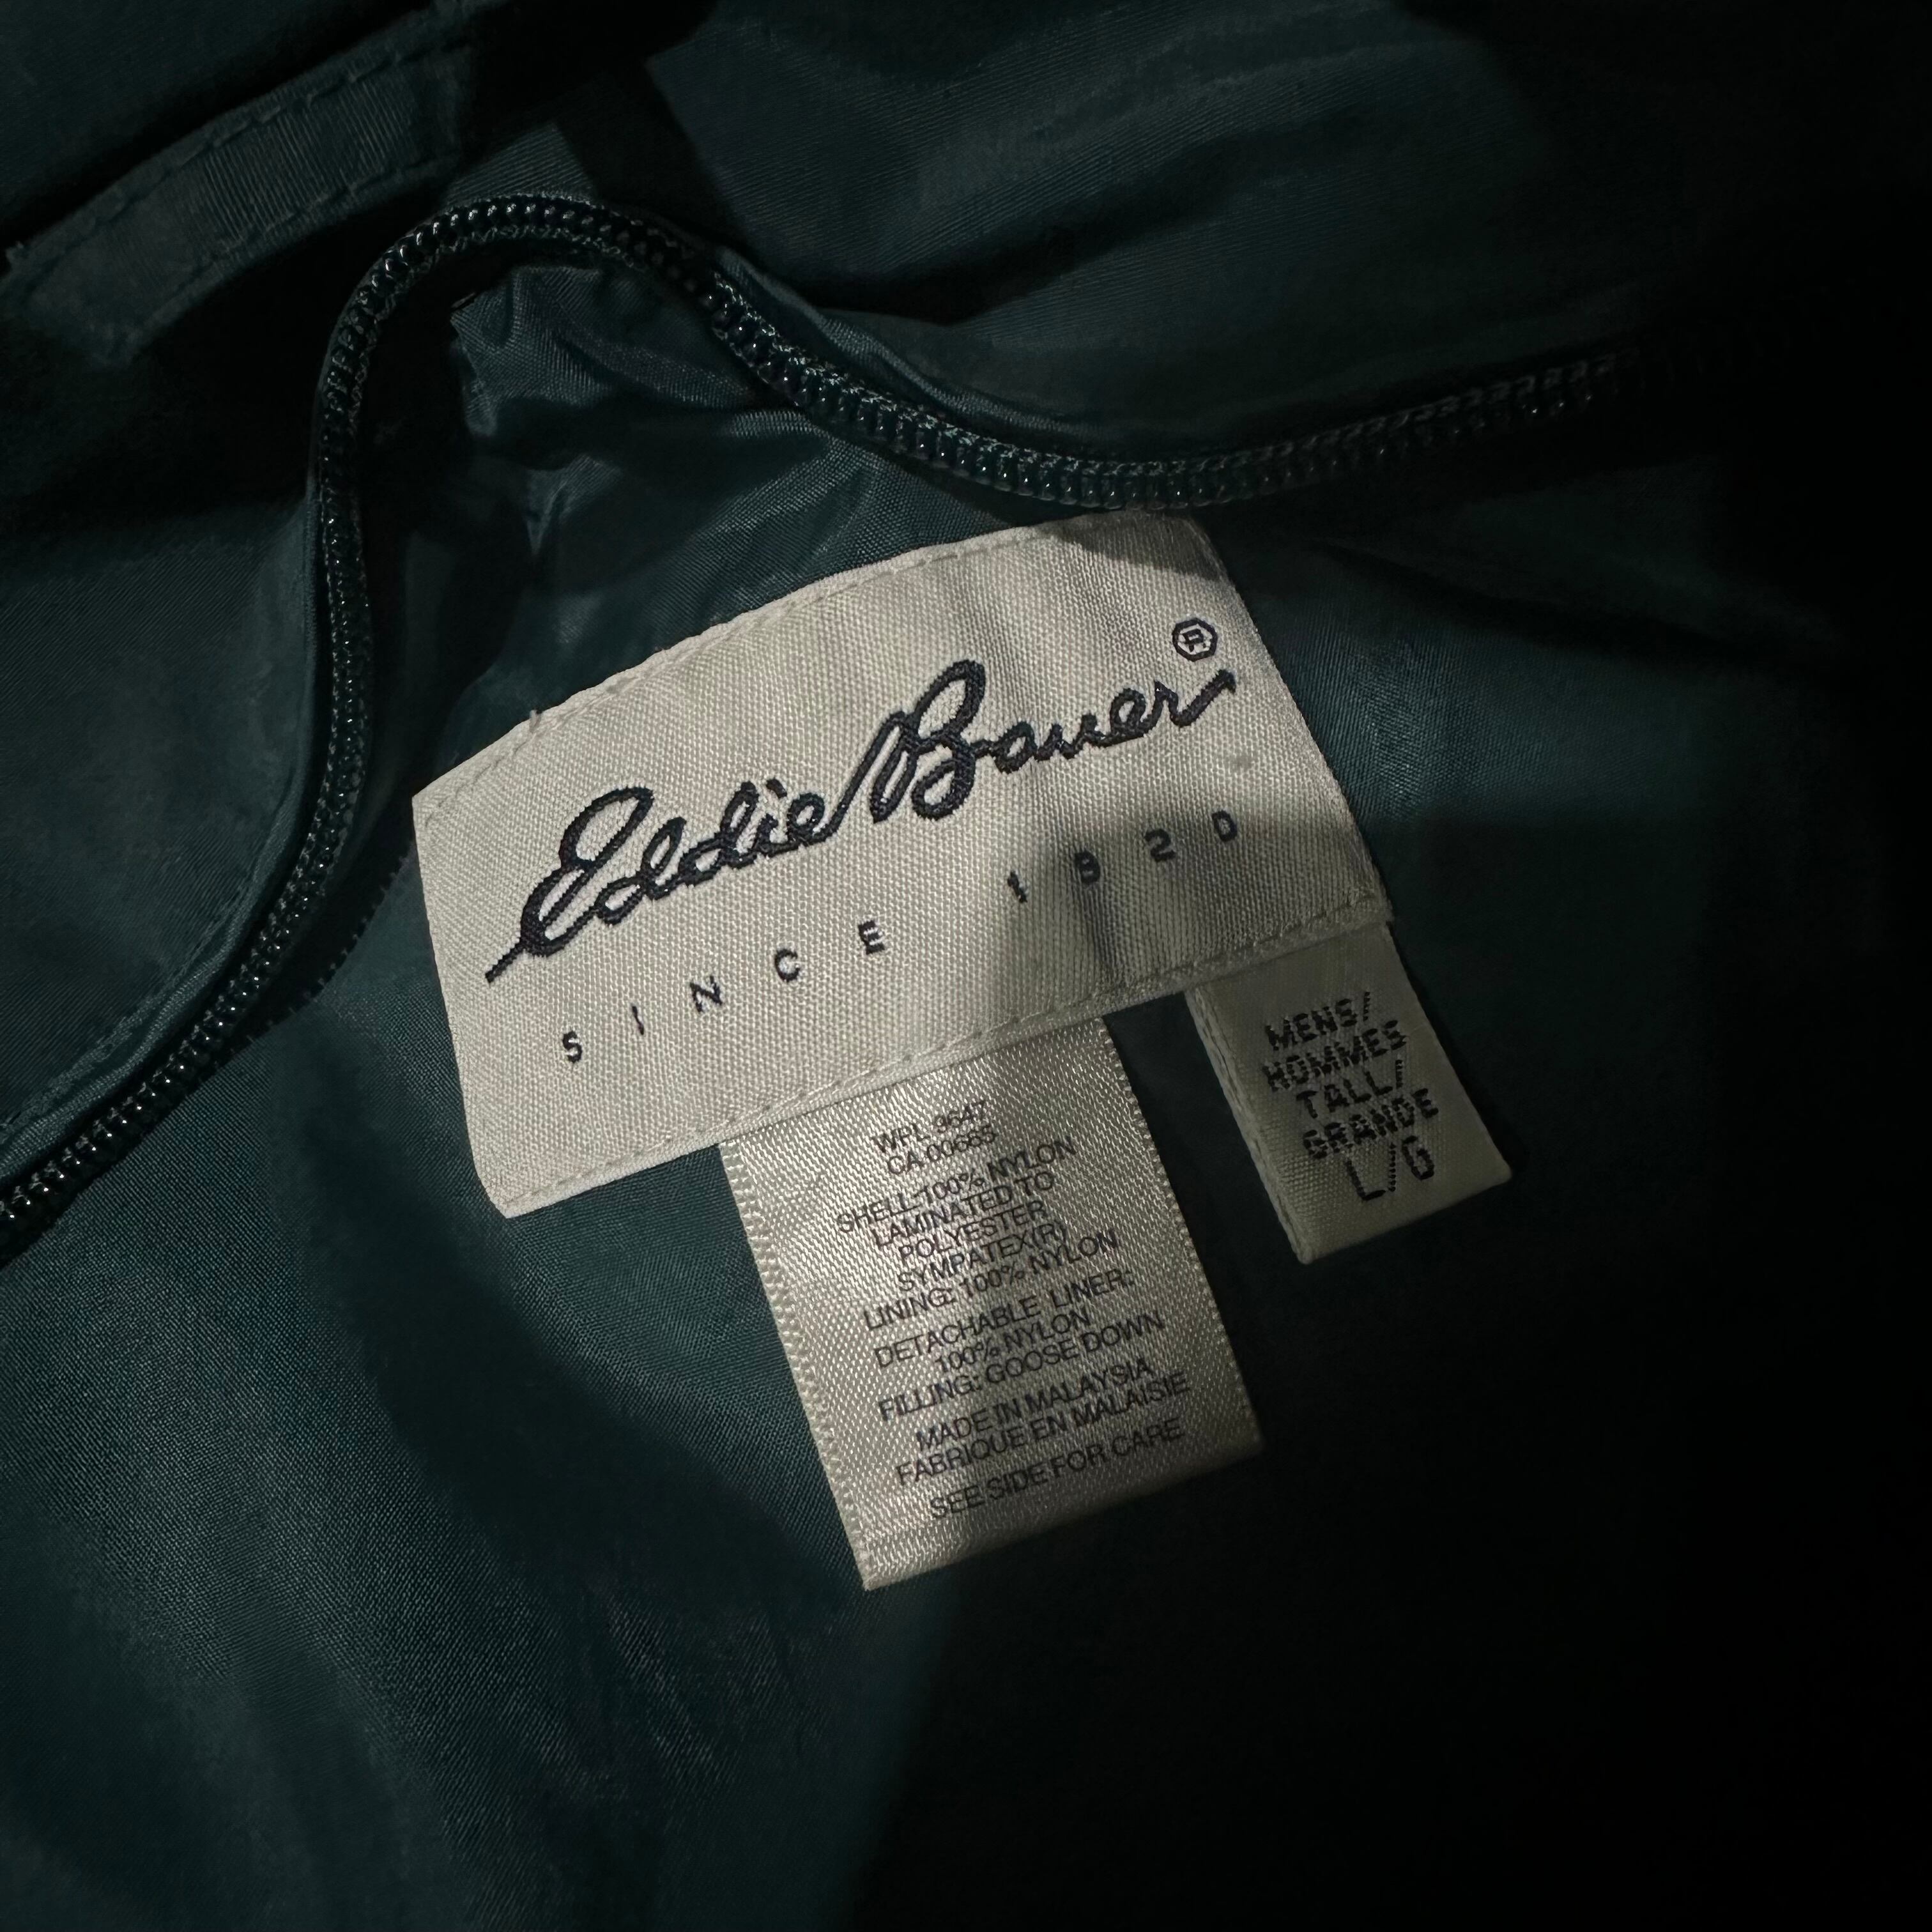 Eddie Bauer®
SINCE 1920
WPL 9647
CA 00665
SHELL:100% NYLON
LAMINATED TO
POLYESTER
SYMPATEX(R)
LINING: 100% NYLON
DETACHABLE LINER:
100% NYLON
FILLING: GOOSE DOWN
MADE IN MALAYSIA
FABRIQUE EN MALAISIE
SEE SIDE FOR CARE
MENS/
HOMMES
TALL/
GRANDE
L/G